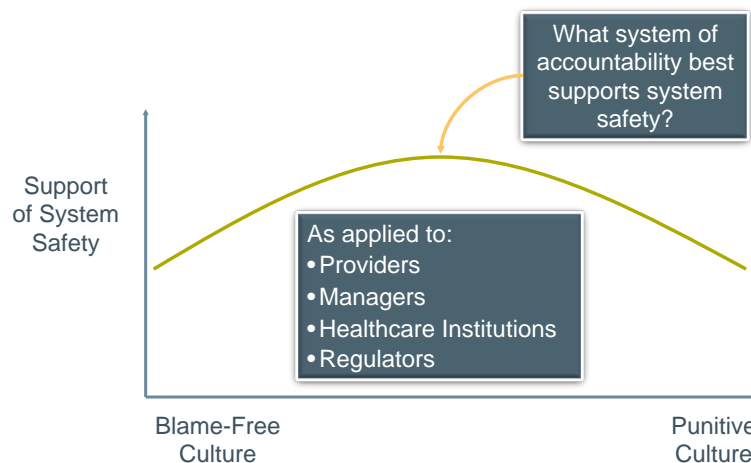 What system of
accountability best
supports system
safety?
Support
of System
Safety
As applied to:
•Providers
•Managers
•Healthcare Institutions
•Regulators
Blame-Free
Culture
Punitive
Culture